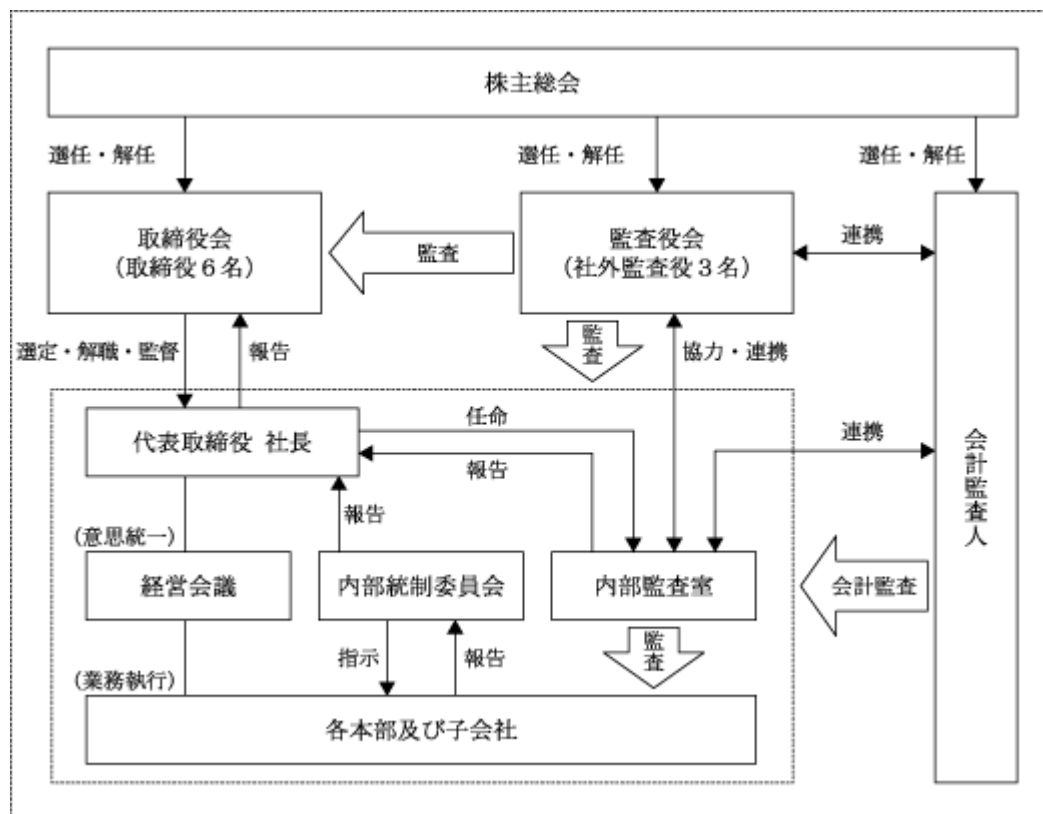 株主総会
選任・解任
選任・解任
選任・解任
取締役会
(取締役6名)
監査
監査役会
(社外監査役3名)
連携
選定・解職・監督
報告
監査
協力・連携
代表取締役 社長
任命
報告
連携
会計監査人
報告
(意思統一)
経営会議
内部統制委員会
内部監査室
会計監査
指示
報告
監査
(業務執行)
各本部及び子会社